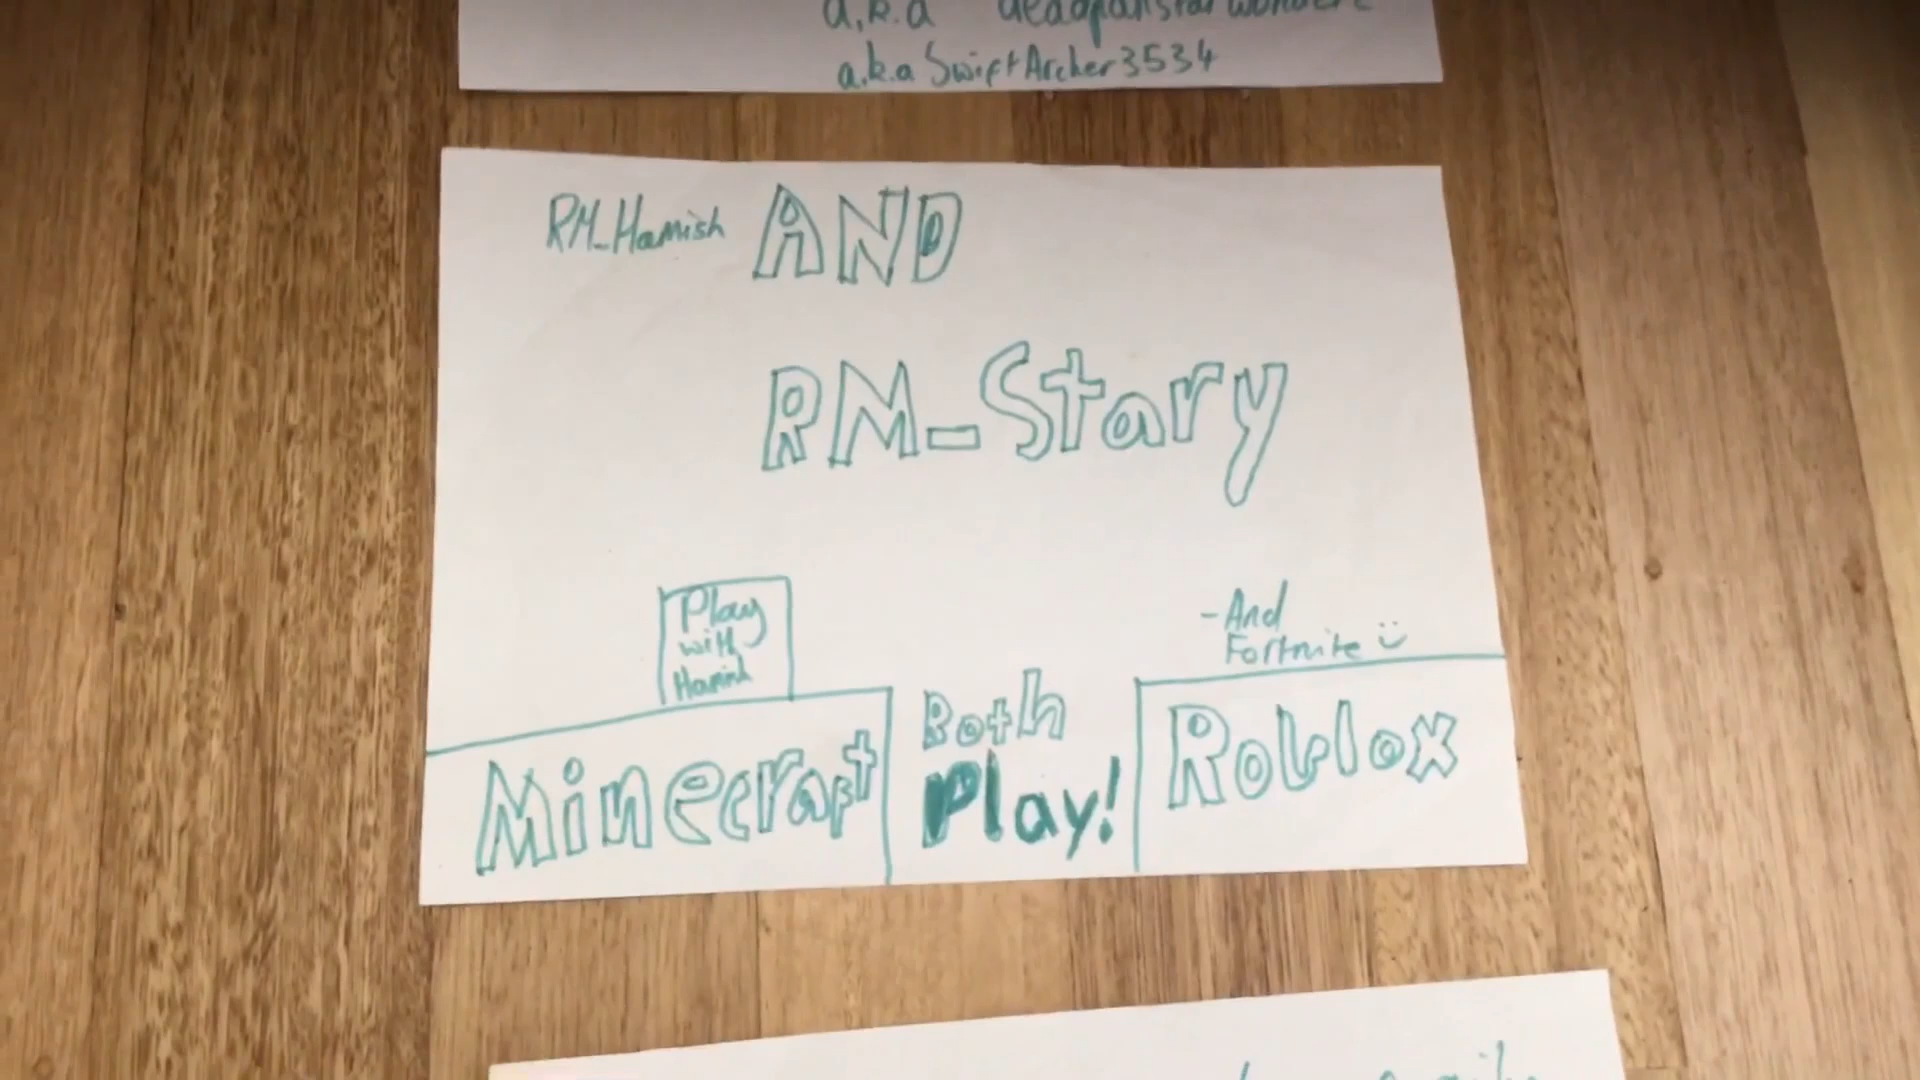 a.k.a
a.k.a SwiftArcher3534
RM_Hamish AND
RM_Stary
Play
with
Hamish
-And
Fortnite
Both
Play!
Minecraft
Roblox